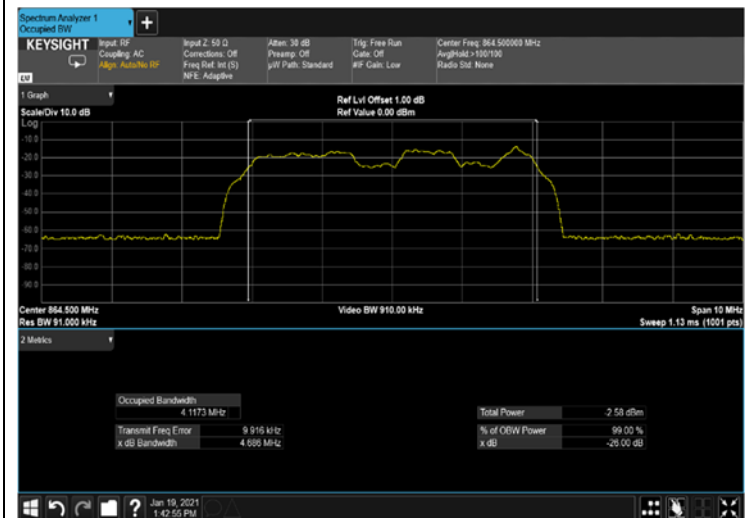 Spectrum Analyzer 1
Occupied BW
+
KEYSIGHT
Input: RF
Coupling: AC
Align: Auto/No RF
Input Z: 50 Ω
Corrections: Off
Freq Ref: Int (S)
NFE: Adaptive
Atten: 30 dB
Preamp: Off
µW Path: Standard
Trig: Free Run
Gate: Off
#IF Gain: Low
Center Freq: 864.500000 MHz
Avg|Hold:>100/100
Radio Std: None
1 Graph
Scale/Div 10.0 dB
Ref Lvl Offset 1.00 dB
Ref Value 0.00 dBm
Log
-10.0
-30.0
-40.0
-50.0
-60.0
-70.0
-80.0
-90.0
Center 864.500 MHz
Res BW 91.000 kHz
Video BW 910.00 kHz
Span 10 MHz
Sweep 1.13 ms (1001 pts)
2 Metrics
Occupied Bandwidth
4.1173 MHz
Transmit Freq Error 9.916 kHz
x dB Bandwidth 4.686 MHz
Total Power -2.58 dBm
% of OBW Power 99.00 %
x dB -26.00 dB
?
Jan 19, 2021
1:42:55 PM